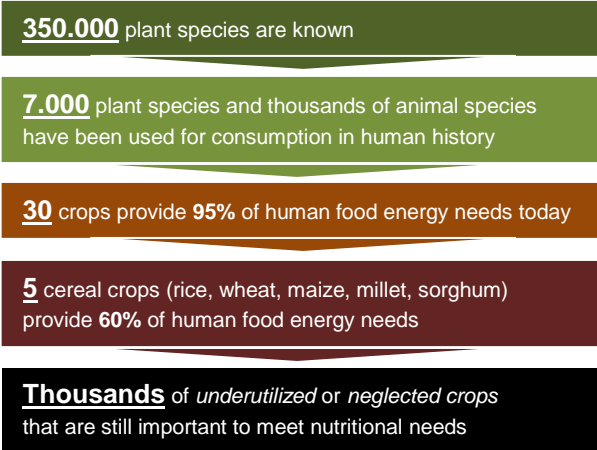 350.000 plant species are known
7.000 plant species and thousands of animal species
have been used for consumption in human history
30 crops provide 95% of human food energy needs today
5 cereal crops (rice, wheat, maize, millet, sorghum)
provide 60% of human food energy needs
Thousands of underutilized or neglected crops
that are still important to meet nutritional needs